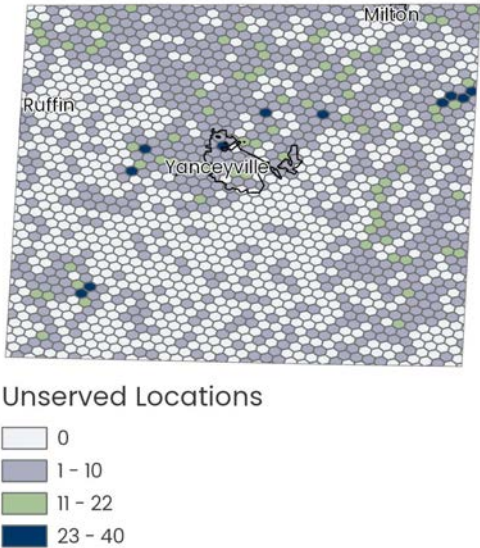 Milton
Ruffin
Yanceyville
Unserved Locations
0
1 - 10
11 - 22
23 - 40